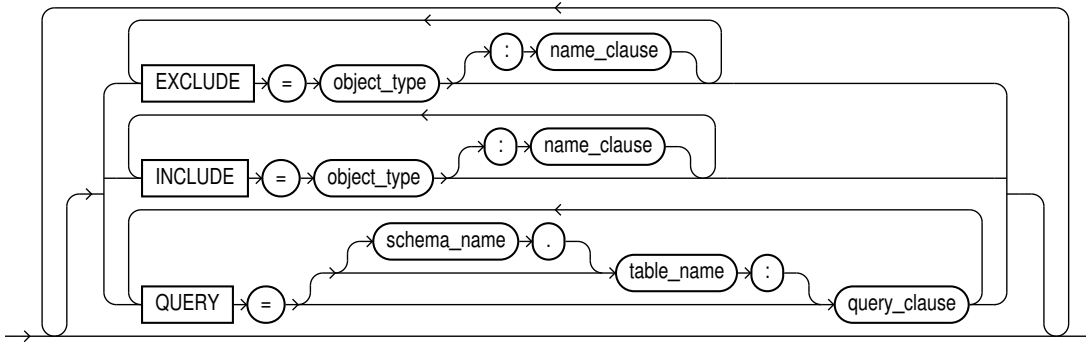 : name_clause
EXCLUDE = object_type
: name_clause
INCLUDE = object_type
schema_name .
table_name :
QUERY = query_clause